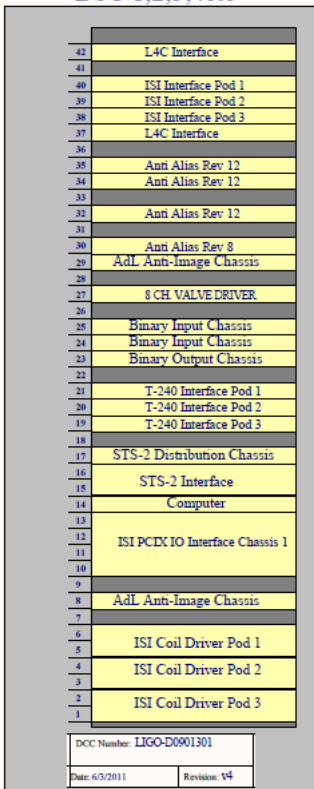 42 L4C Interface
41
40 ISI Interface Pod 1
39 ISI Interface Pod 2
38 ISI Interface Pod 3
37 L4C Interface
36
35 Anti Alias Rev 12
34 Anti Alias Rev 12
33
32 Anti Alias Rev 12
31
30 Anti Alias Rev 8
29 AdL Anti-Image Chassis
28
27 8 CH. VALVE DRIVER
26
25 Binary Input Chassis
24 Binary Input Chassis
23 Binary Output Chassis
22
21 T-240 Interface Pod 1
20 T-240 Interface Pod 2
19 T-240 Interface Pod 3
18
17 STS-2 Distribution Chassis
16
STS-2 Interface
15
14 Computer
13
12
ISI PCIX IO Interface Chassis 1
11
10
9
8 AdL Anti-Image Chassis
7
6
ISI Coil Driver Pod 1
5
4
ISI Coil Driver Pod 2
3
2
ISI Coil Driver Pod 3
1
DCC Number: LIGO-D0901301
Date: 6/3/2011 Revision: V4